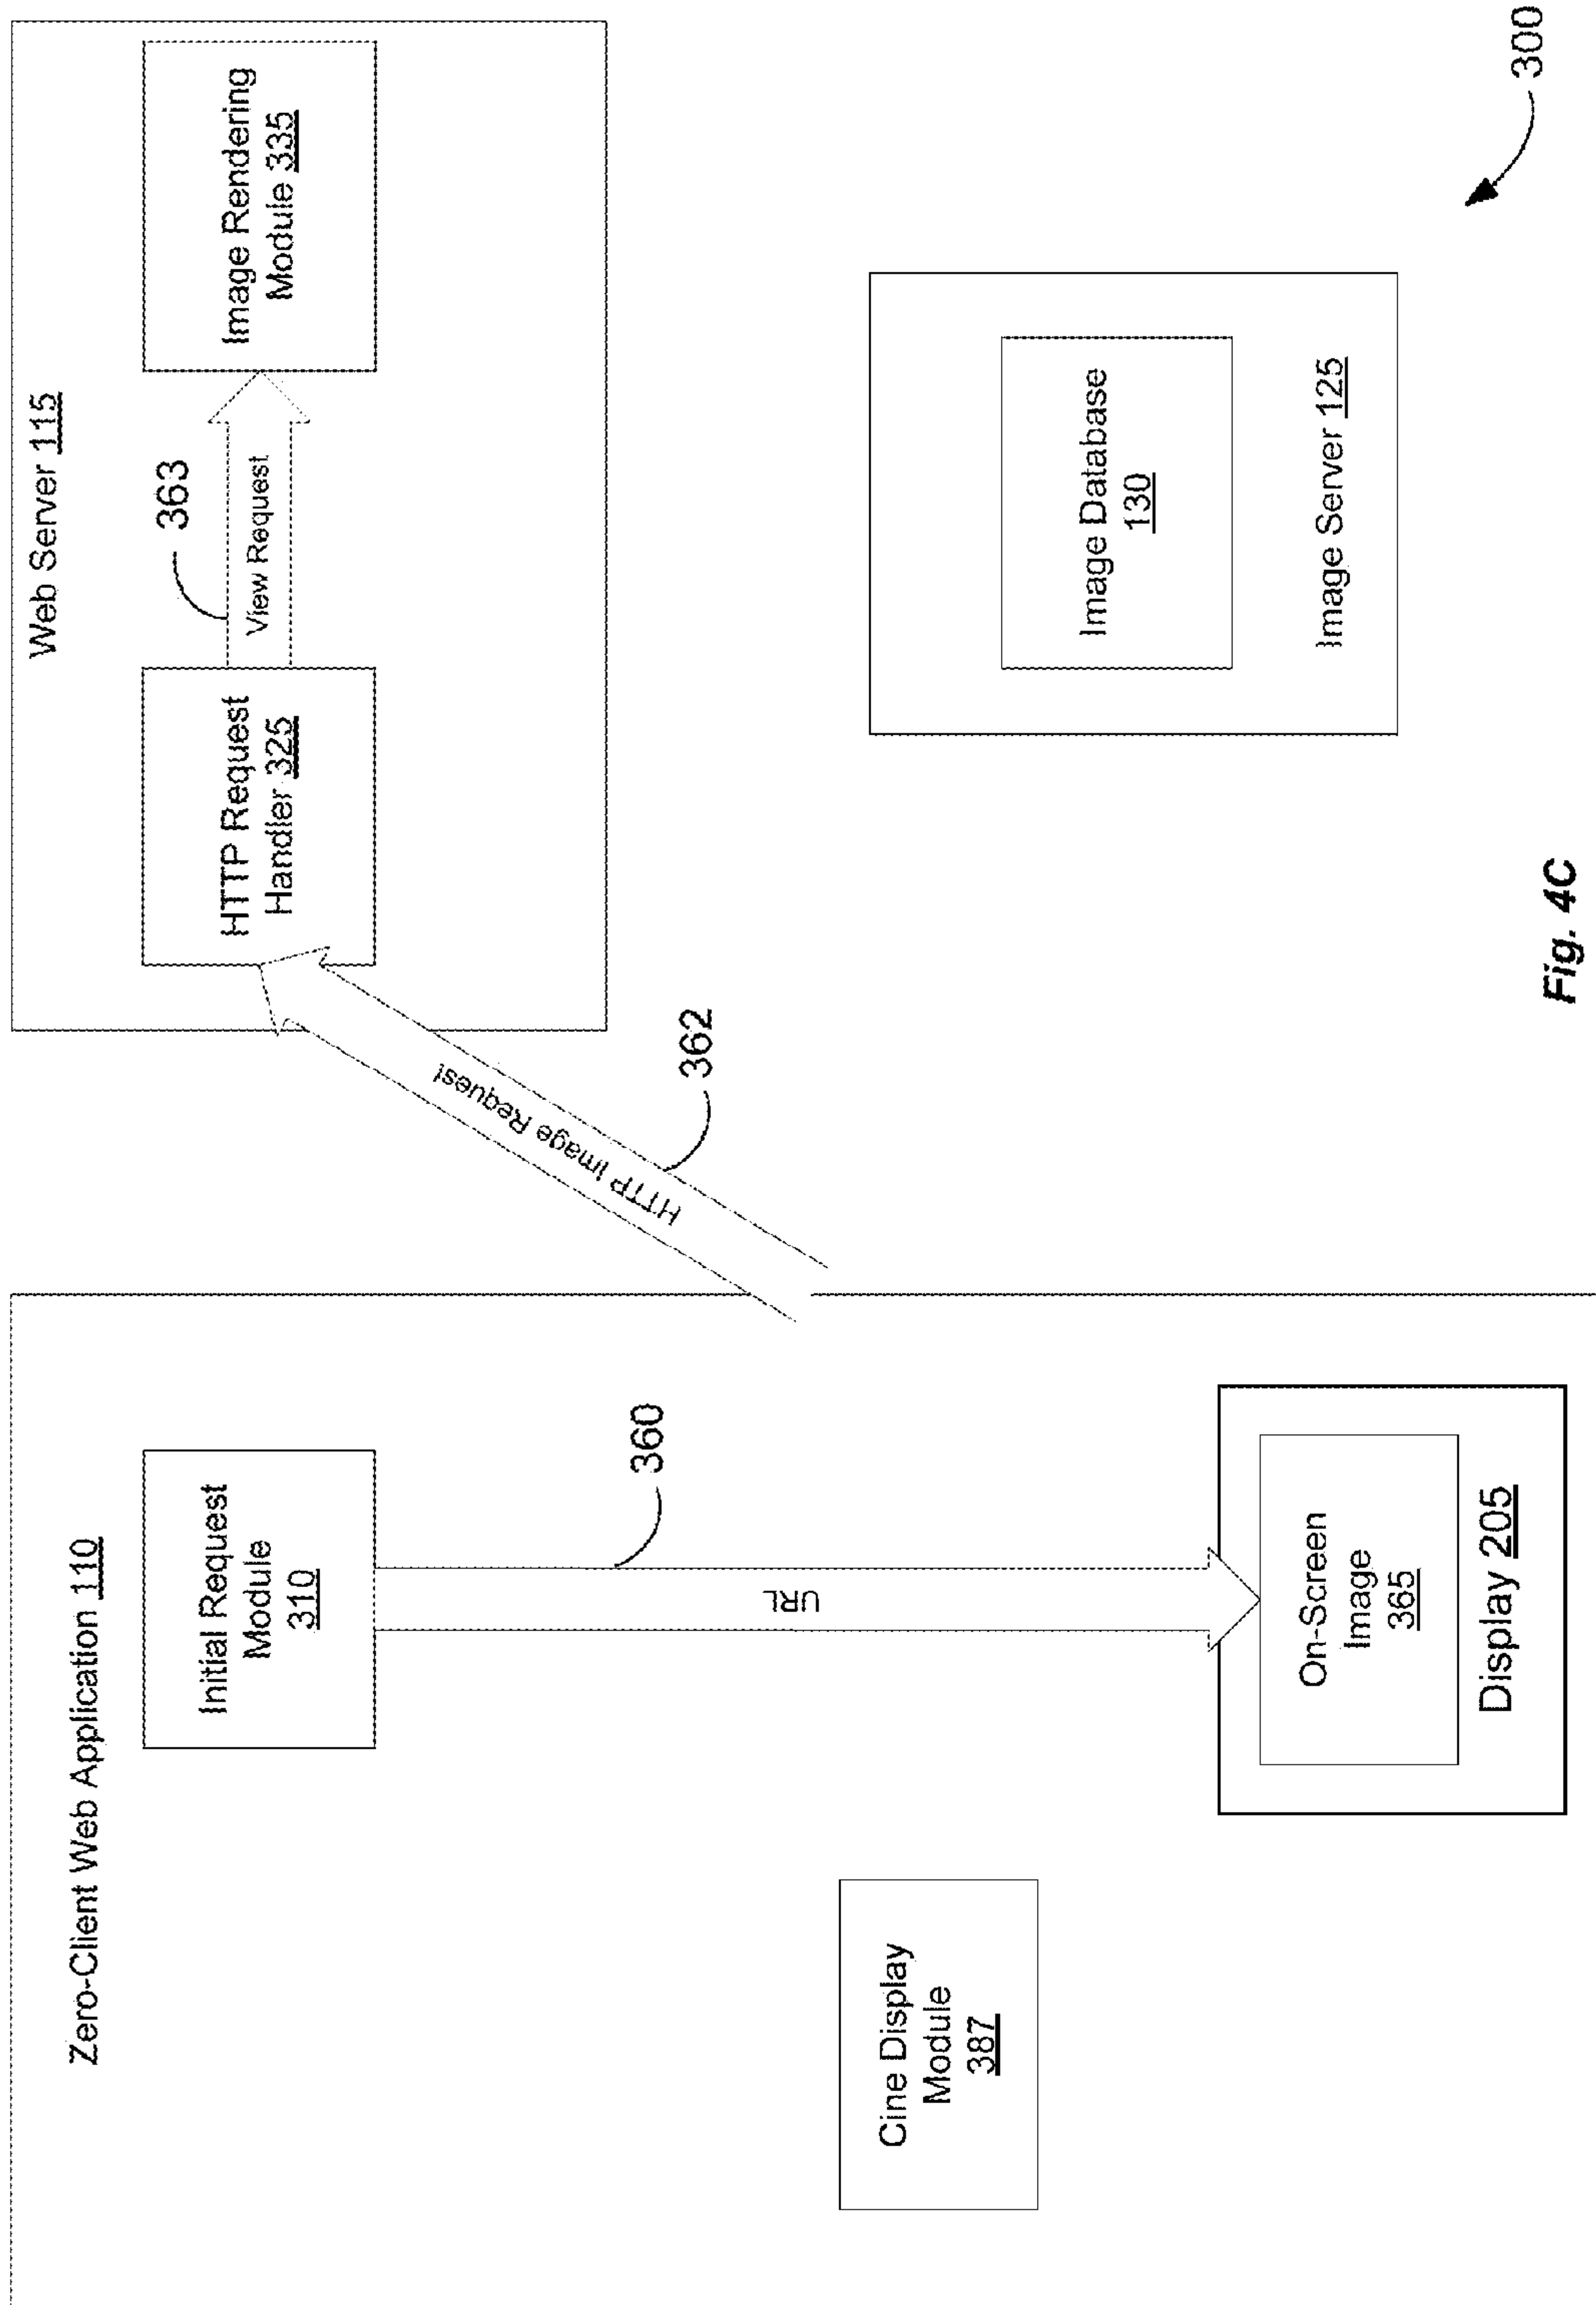 Zero-Client Web Application 110
Initial Request
Module
310
360
URL
Cine Display
Module
387
On-Screen
Image
365
Display 205
HTTP Image Request
362
Web Server 115
HTTP Request
Handler 325
363
View Request
Image Rendering
Module 335
Image Database
130
Image Server 125
300
Fig. 4C